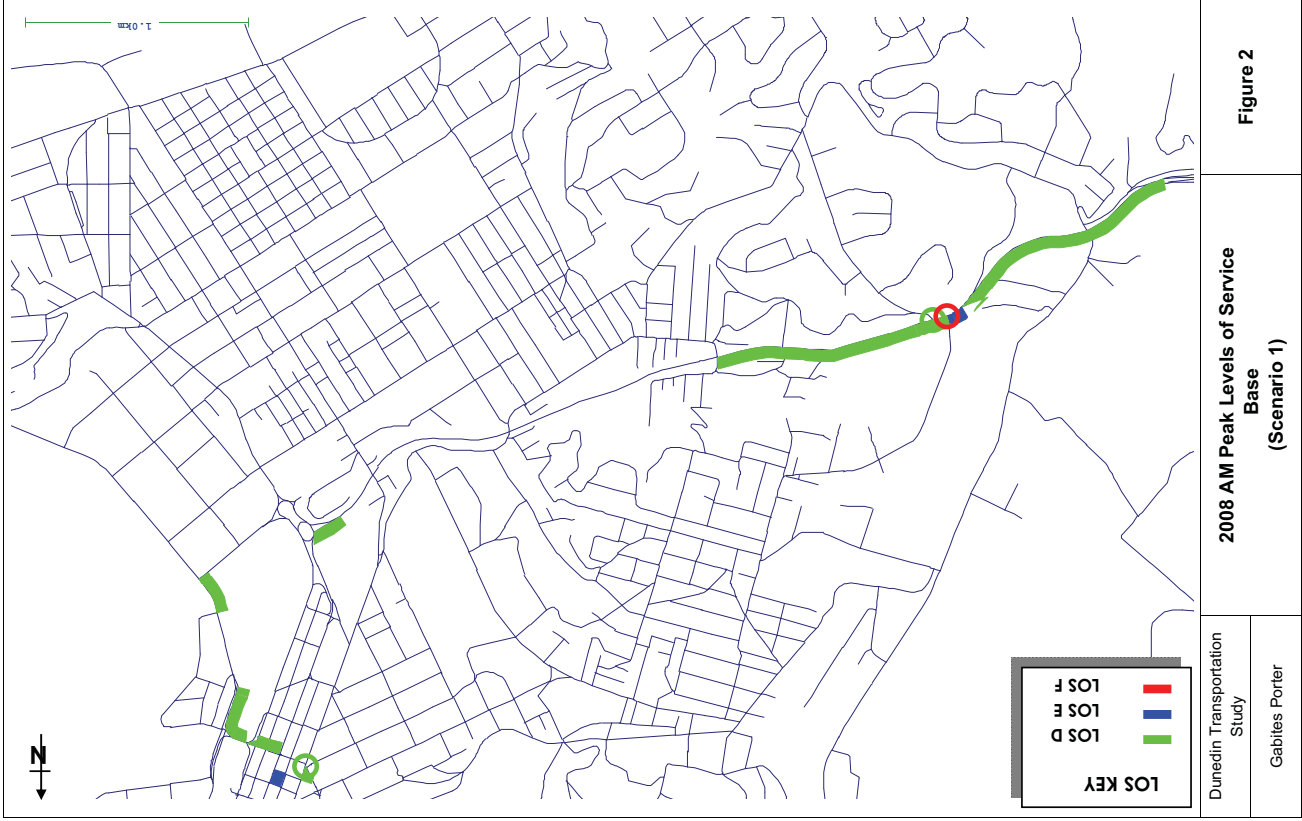 1.0km
N
LOS KEY
LOS D
LOS E
LOS F
Figure 2
2008 AM Peak Levels of Service
Base
(Scenario 1)
Dunedin Transportation
Study
Gabites Porter